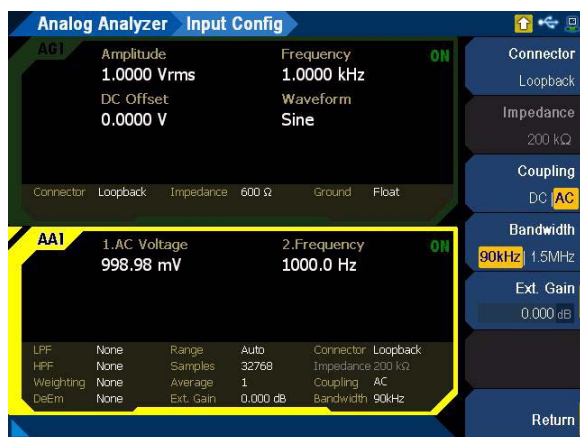 Analog Analyzer Input Config
AG1
Amplitude Frequency ON
1.0000 Vrms 1.0000 kHz
DC Offset Waveform
0.0000 V Sine
Connector Loopback Impedance 600 Ω Ground Float
AA1
1.AC Voltage 2.Frequency ON
998.98 mV 1000.0 Hz
LPF None Range Auto Connector Loopback
HPF None Samples 32768 Impedance 200 kΩ
Weighting None Average 1 Coupling AC
DeEm None Ext. Gain 0.000 dB Bandwidth 90kHz
Connector
Loopback
Impedance
200 kΩ
Coupling
DC | AC
Bandwidth
90kHz | 1.5MHz
Ext. Gain
0.000 dB
Return